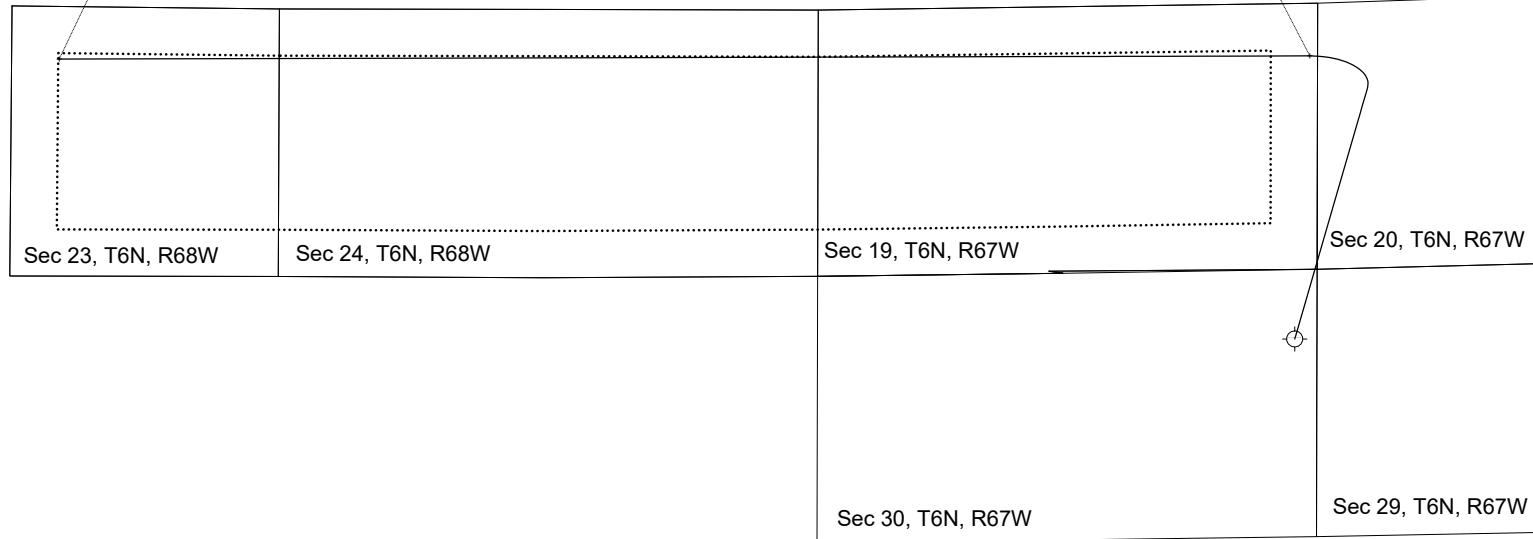 Sec 23, T6N, R68W
Sec 24, T6N, R68W
Sec 19, T6N, R67W
Sec 20, T6N, R67W
Sec 30, T6N, R67W
Sec 29, T6N, R67W